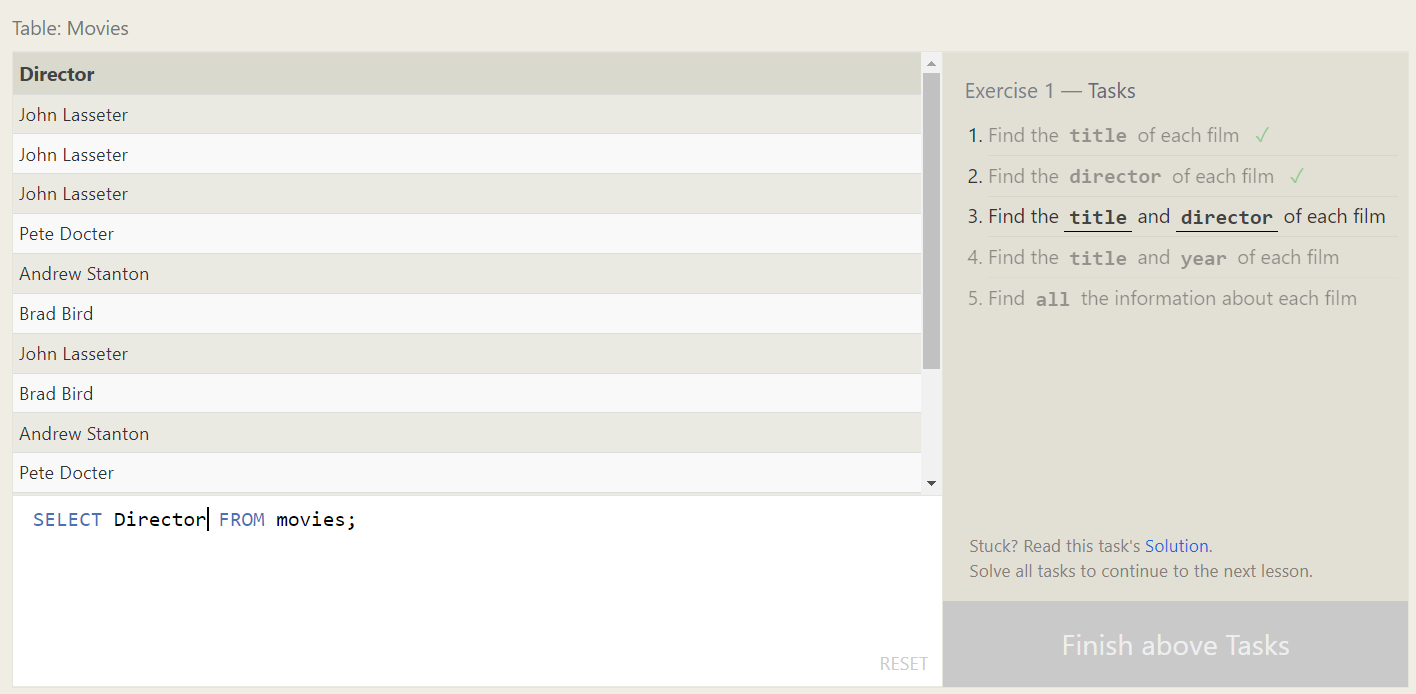 Table: Movies
Director
John Lasseter
John Lasseter
John Lasseter
Pete Docter
Andrew Stanton
Brad Bird
John Lasseter
Brad Bird
Andrew Stanton
Pete Docter
SELECT Director FROM movies;
RESET
Exercise 1 — Tasks
1. Find the title of each film ✓
2. Find the director of each film ✓
3. Find the title and director of each film
4. Find the title and year of each film
5. Find all the information about each film
Stuck? Read this task's Solution.
Solve all tasks to continue to the next lesson.
Finish above Tasks